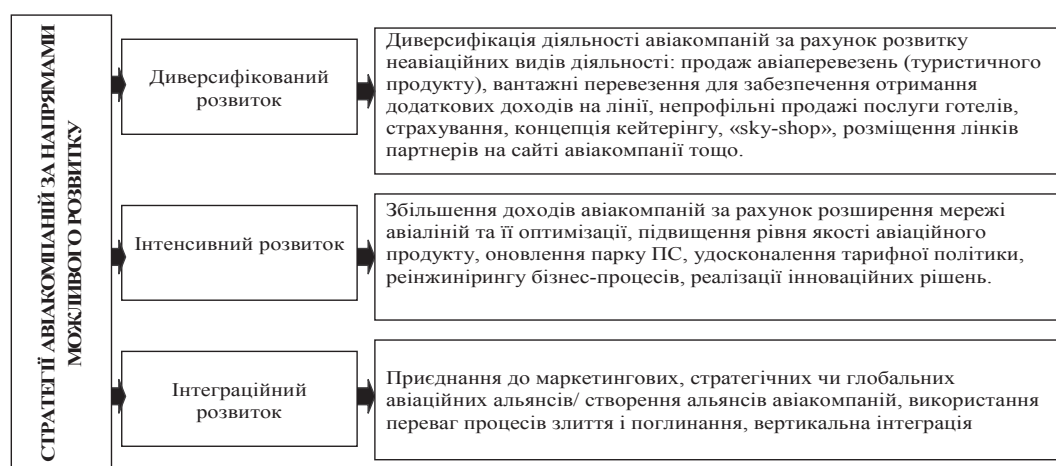 СТРАТЕГІЇ АВІАКОМПАНІЙ ЗА НАПРЯМАМИ
МОЖЛИВОГО РОЗВИТКУ
Диверсифікований
розвиток
Диверсифікація діяльності авіакомпаній за рахунок розвитку
неавіаційних видів діяльності: продаж авіаперевезень (туристичного
продукту), вантажні перевезення для забезпечення отримання
додаткових доходів на лінії, непрофільні продажі послуги готелів,
страхування, концепція кейтерінгу, «sky-shop», розміщення лінків
партнерів на сайті авіакомпанії тощо.
Інтенсивний розвиток
Збільшення доходів авіакомпаній за рахунок розширення мережі
авіаліній та її оптимізації, підвищення рівня якості авіаційного
продукту, оновлення парку ПС, удосконалення тарифної політики,
реінжинірингу бізнес-процесів, реалізації інноваційних рішень.
Інтеграційний
розвиток
Приєднання до маркетингових, стратегічних чи глобальних
авіаційних альянсів/ створення альянсів авіакомпаній, використання
переваг процесів злиття і поглинання, вертикальна інтеграція